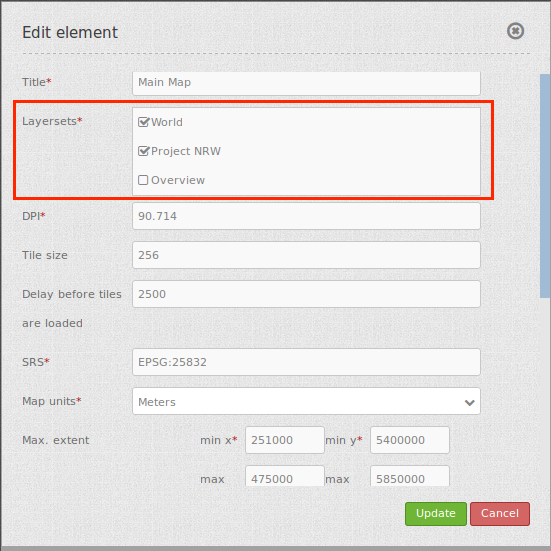 Edit element
Title* Main Map
Layersets*
World
Project NRW
Overview
DPI* 90.714
Tile size 256
Delay before tiles 2500
are loaded
SRS* EPSG:25832
Map units* Meters
Max. extent min x* 251000 min y* 5400000
max 475000 max 5850000
Update Cancel